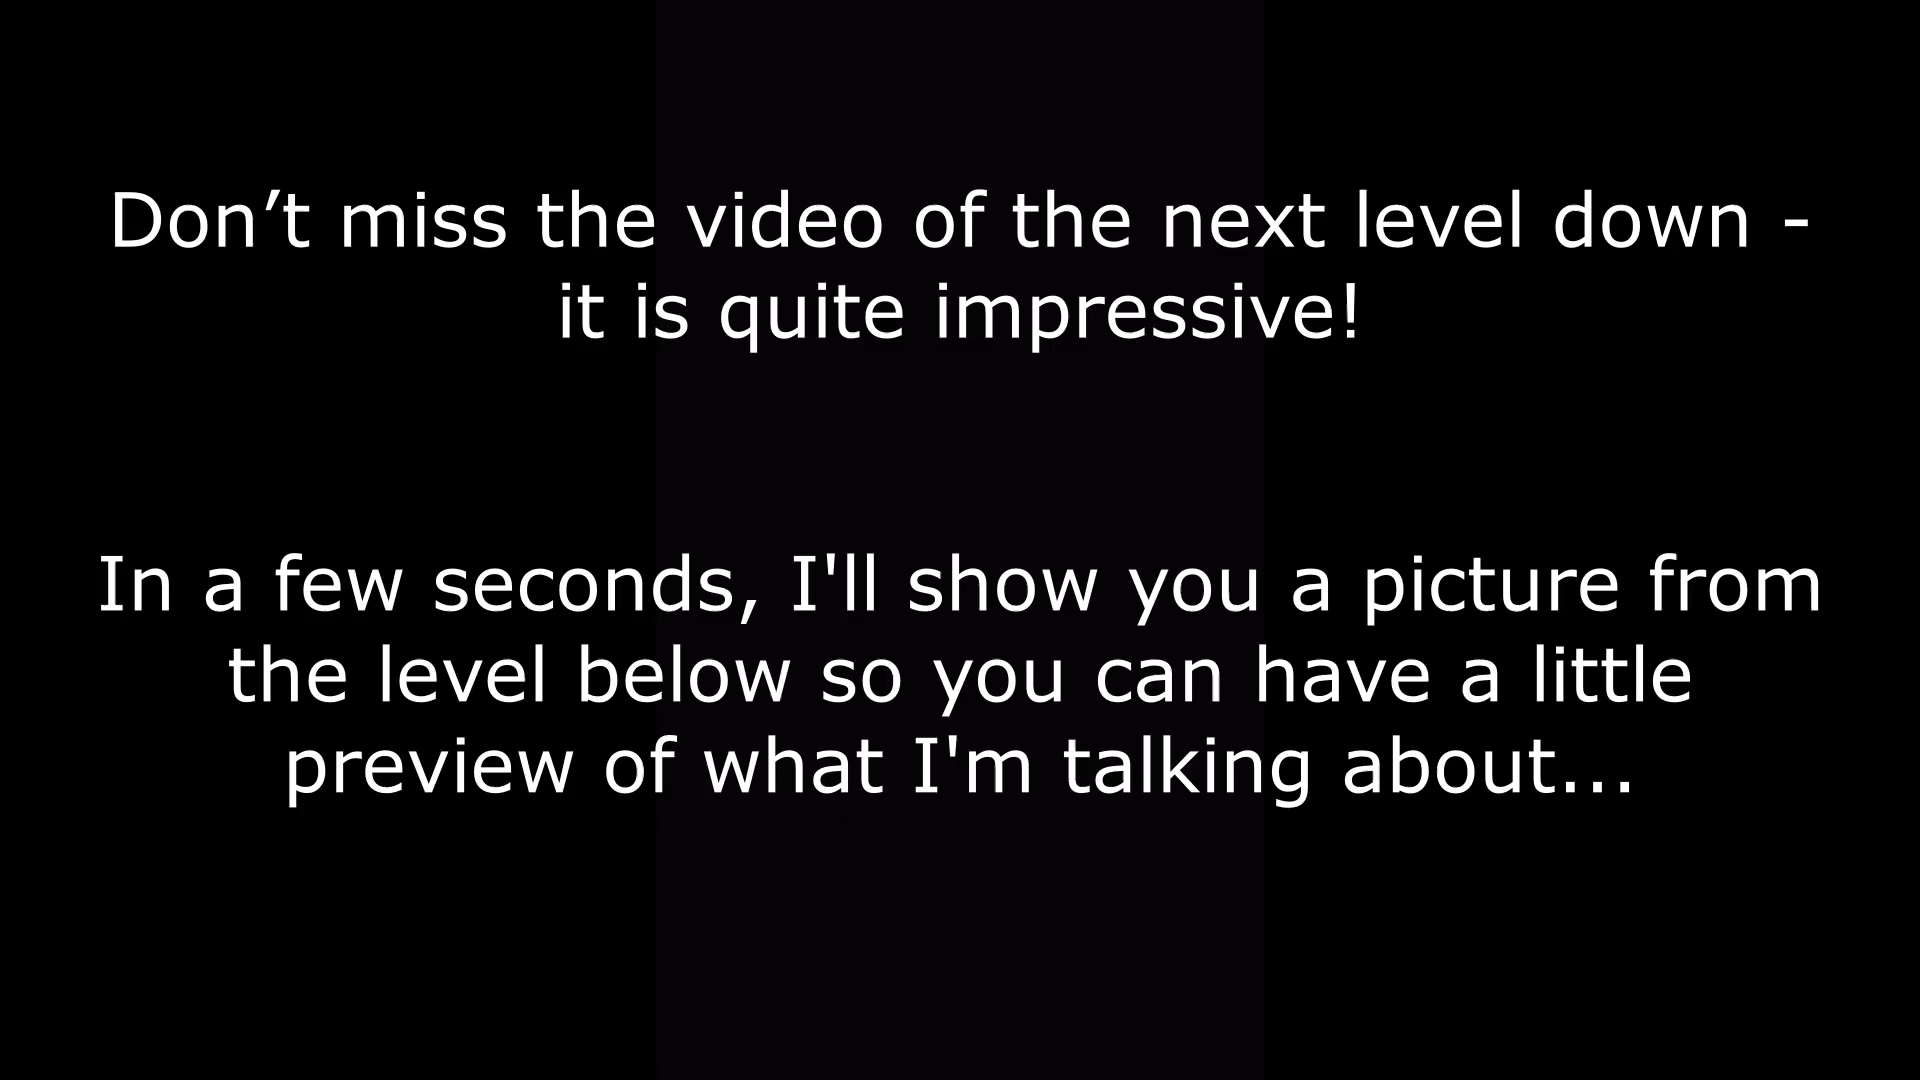 Don’t miss the video of the next level down -
it is quite impressive!
In a few seconds, I'll show you a picture from
the level below so you can have a little
preview of what I'm talking about...